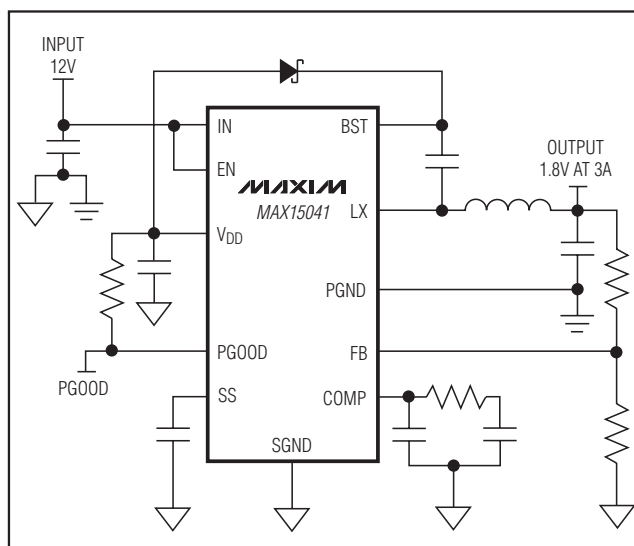 INPUT
12V
IN
BST
OUTPUT
1.8V AT 3A
EN
MAXIM
MAX15041
LX
VDD
PGND
PGOOD
FB
PGOOD
SS
COMP
SGND